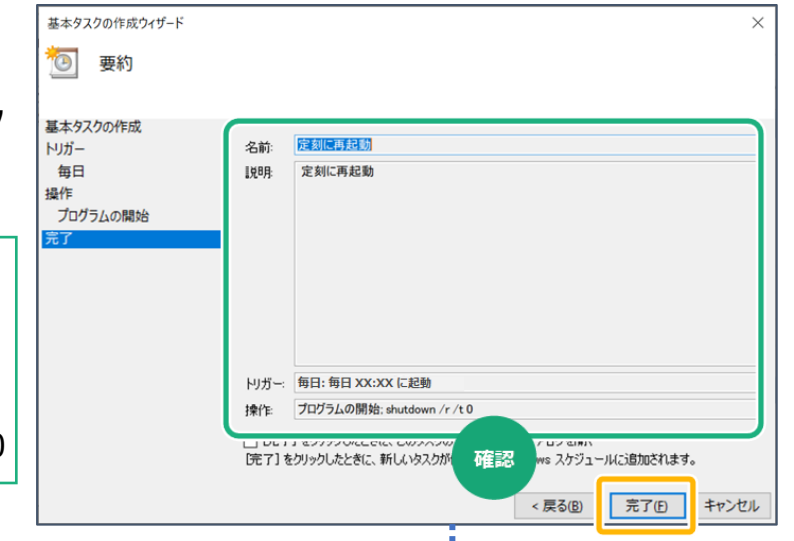 基本タスクの作成ウィザード
要約
基本タスクの作成
トリガー
毎日
操作
プログラムの開始
完了
名前: 定刻に再起動
説明: 定刻に再起動
トリガー: 毎日: 毎日 XX:XX に起動
操作: プログラムの開始: shutdown /r /t 0
[完了] をクリックしたときに、新しいタスクが
ws スケジュールに追加されます。
確認
< 戻る(B)
完了(F)
キャンセル